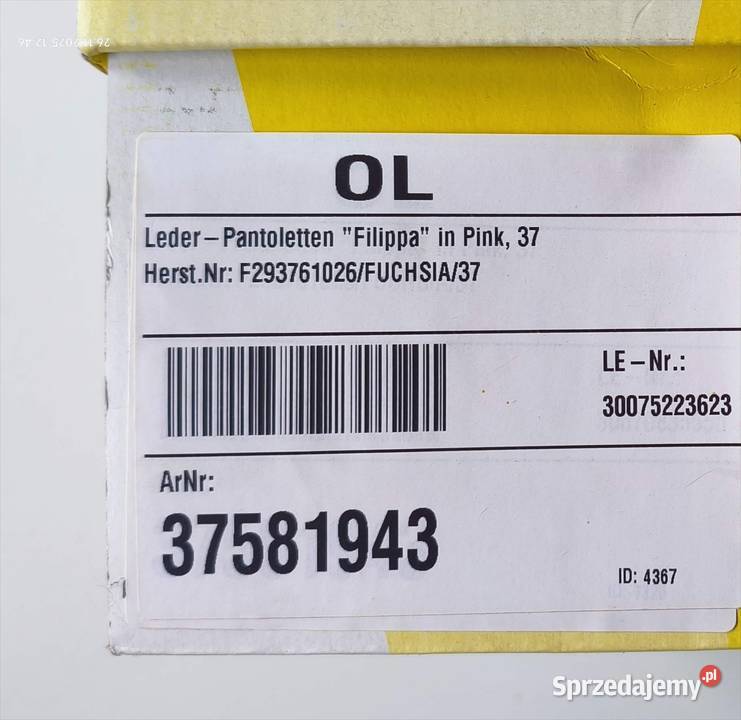 OL
Leder-Pantoletten "Filippa" in Pink, 37
Herst.Nr: F293761026/FUCHSIA/37
LE-Nr.:
30075223623
ArNr:
37581943
ID: 4367
Sprzedajemy.pl